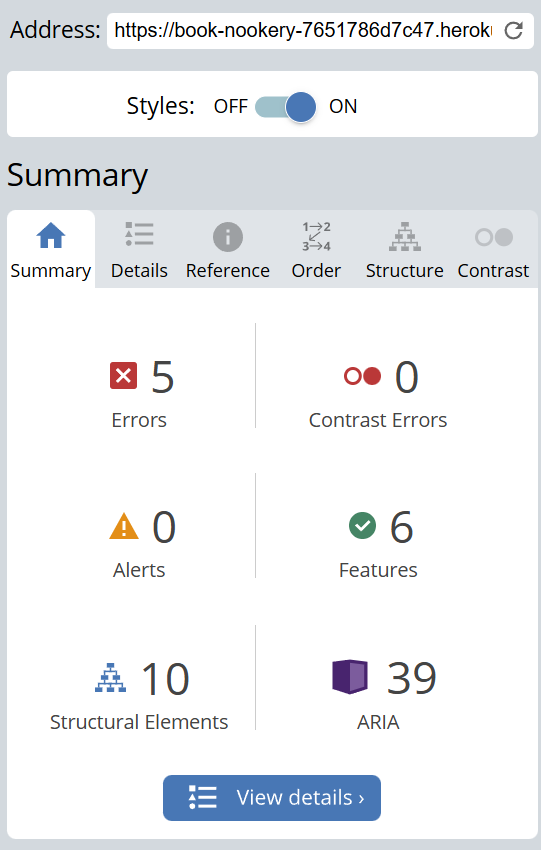 Address: https://book-nookery-7651786d7c47.heroku
Styles: OFF ON
Summary
Summary Details Reference Order Structure Contrast
1→2
3→4
5 0
Errors Contrast Errors
0 6
Alerts Features
10 39
Structural Elements ARIA
View details ›